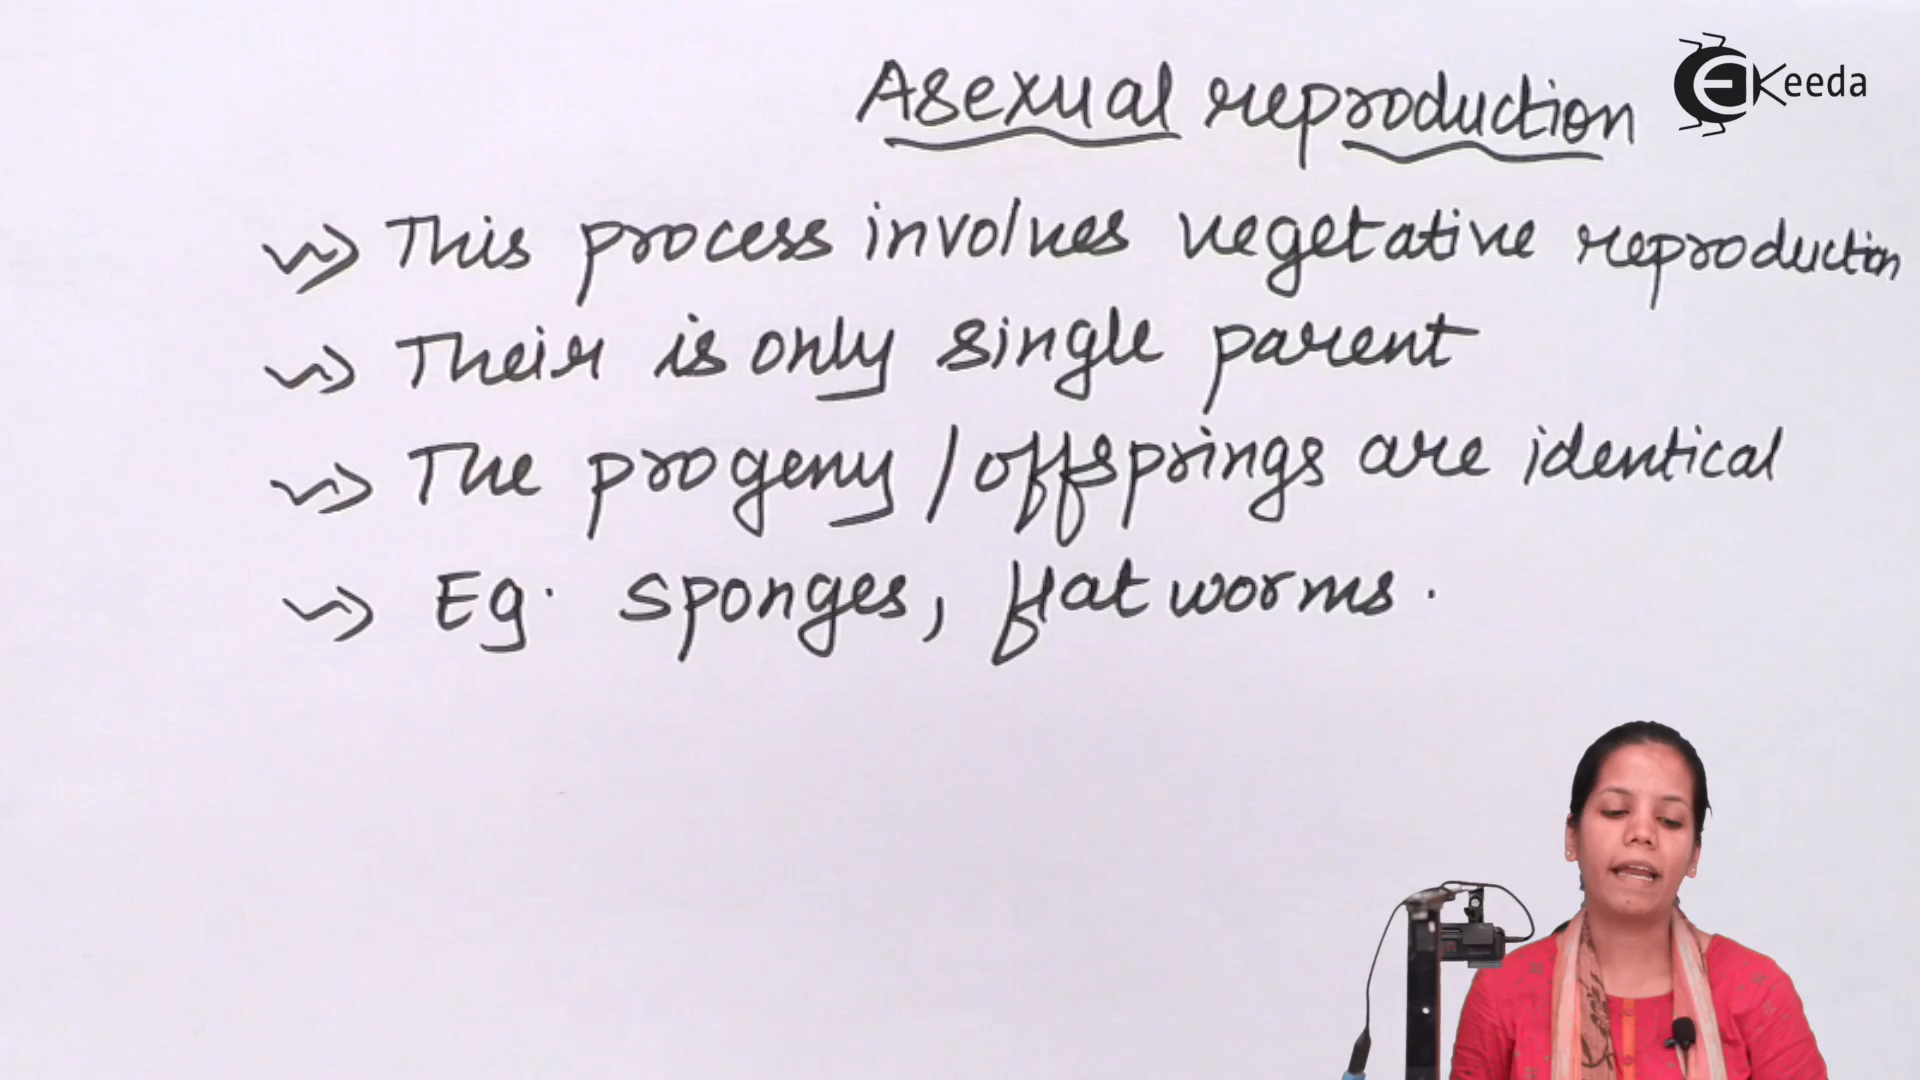 Asexual reproduction
EKeeda
This process involves vegetative reproduction
Their is only single parent
The progeny / offsprings are identical
Eg. sponges, flat worms.